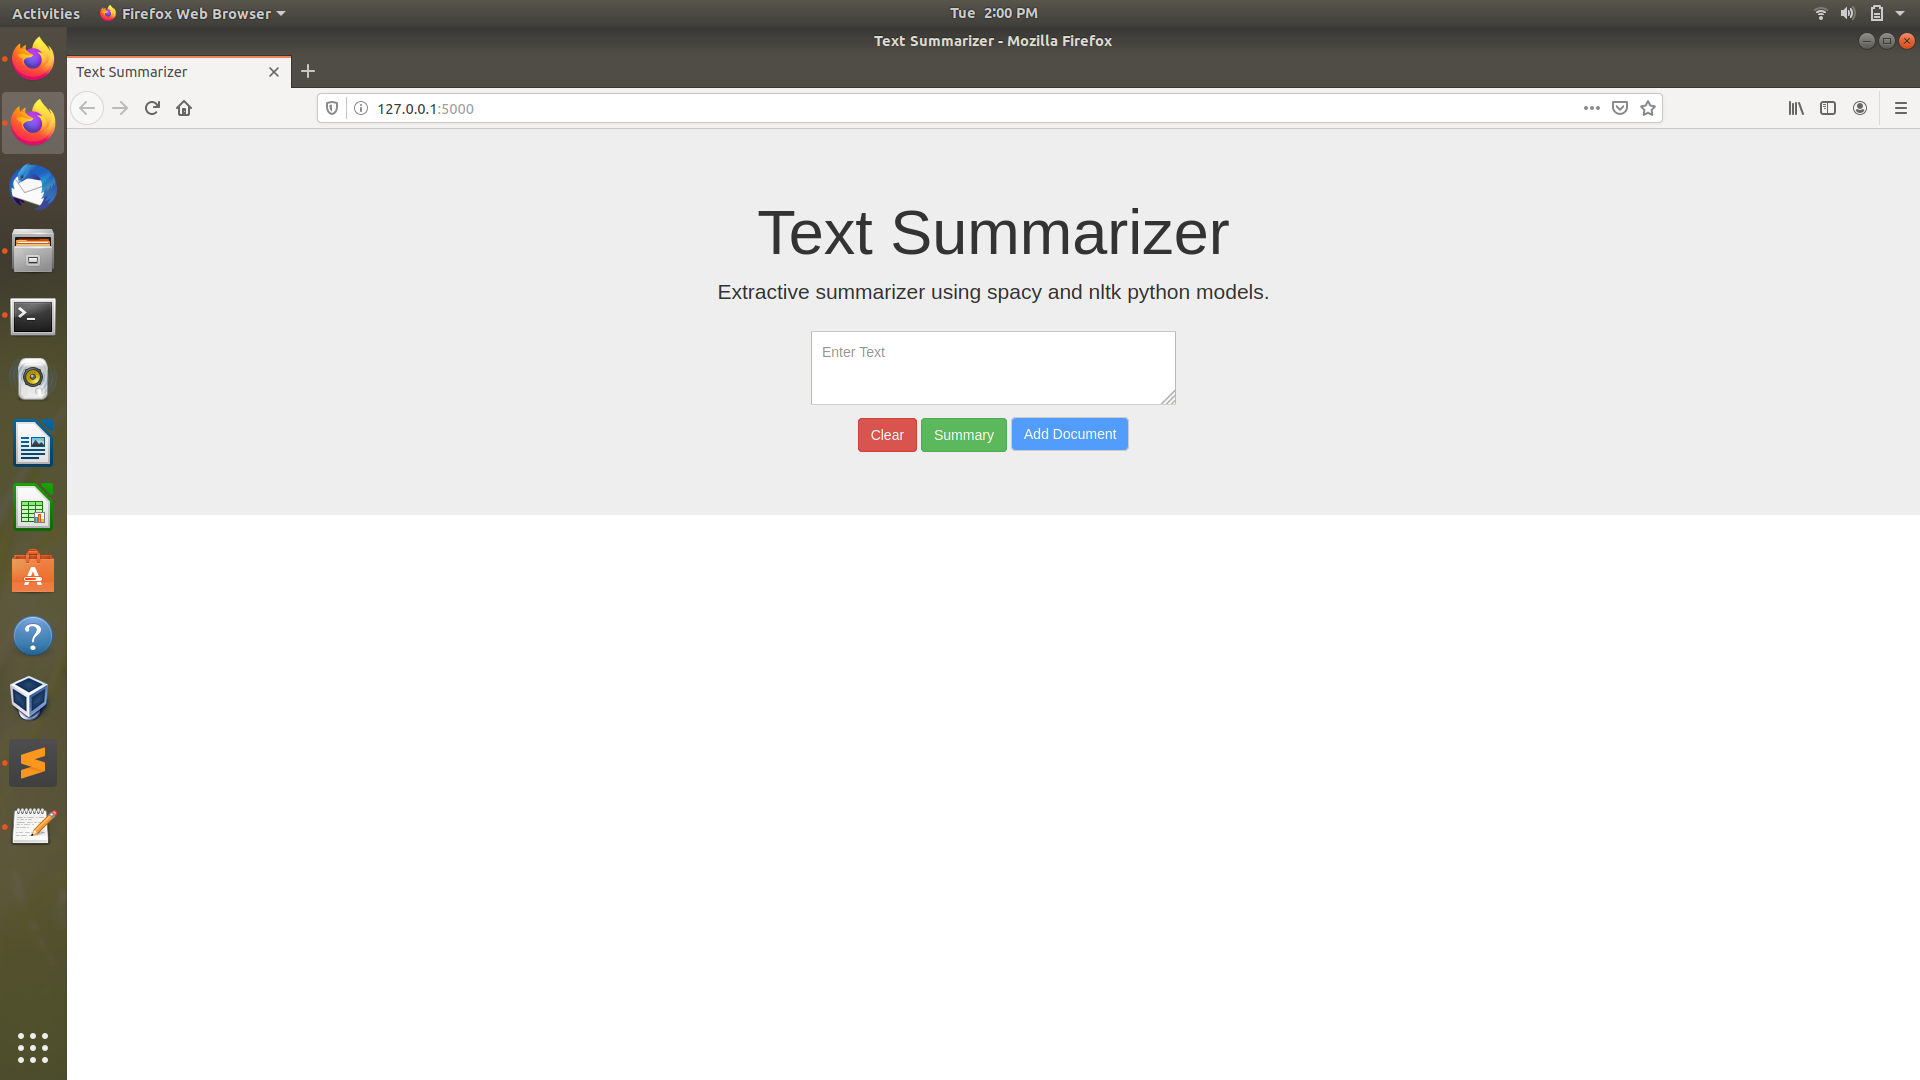 Activities Firefox Web Browser Tue 2:00 PM
Text Summarizer - Mozilla Firefox
Text Summarizer
127.0.0.1:5000
Text Summarizer
Extractive summarizer using spacy and nltk python models.
Enter Text
Clear Summary Add Document